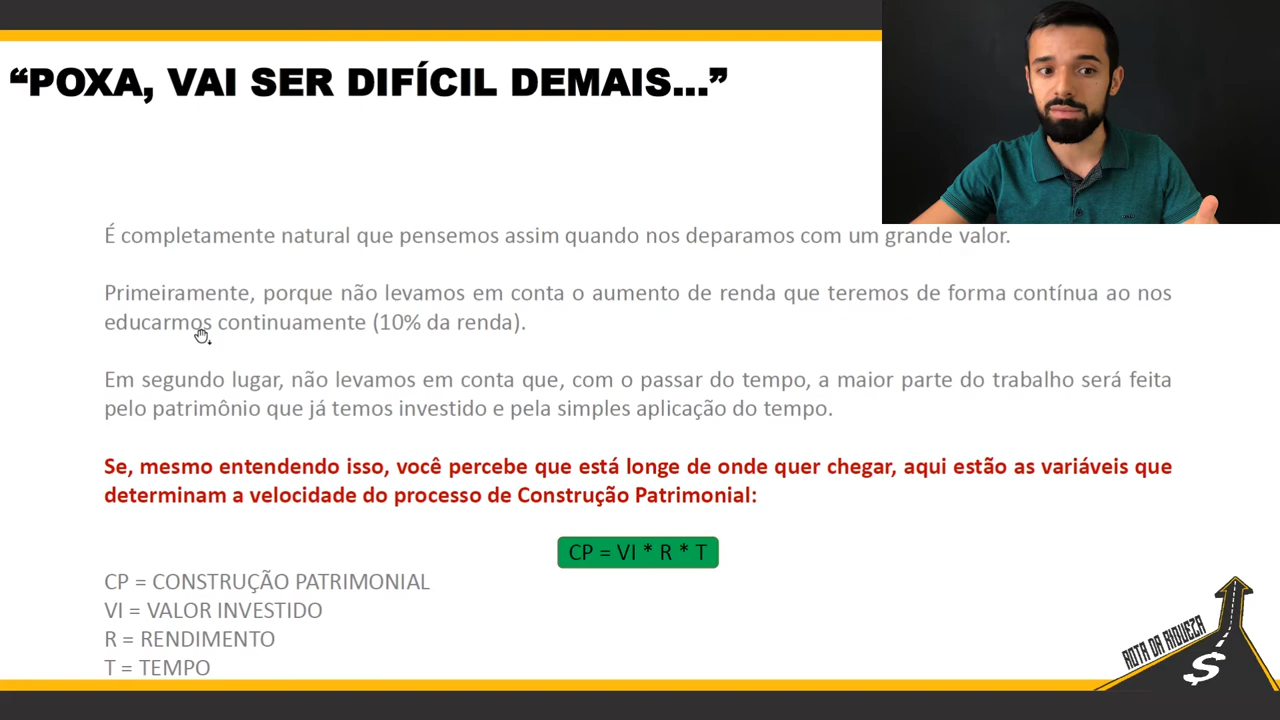 “POXA, VAI SER DIFÍCIL DEMAIS...”
É completamente natural que pensemos assim quando nos deparamos com um grande valor.
Primeiramente, porque não levamos em conta o aumento de renda que teremos de forma contínua ao nos
educarmos continuamente (10% da renda).
Em segundo lugar, não levamos em conta que, com o passar do tempo, a maior parte do trabalho será feita
pelo patrimônio que já temos investido e pela simples aplicação do tempo.
Se, mesmo entendendo isso, você percebe que está longe de onde quer chegar, aqui estão as variáveis que
determinam a velocidade do processo de Construção Patrimonial:
CP = VI * R * T
CP = CONSTRUÇÃO PATRIMONIAL
VI = VALOR INVESTIDO
R = RENDIMENTO
T = TEMPO
ROTA DA RIQUEZA
$